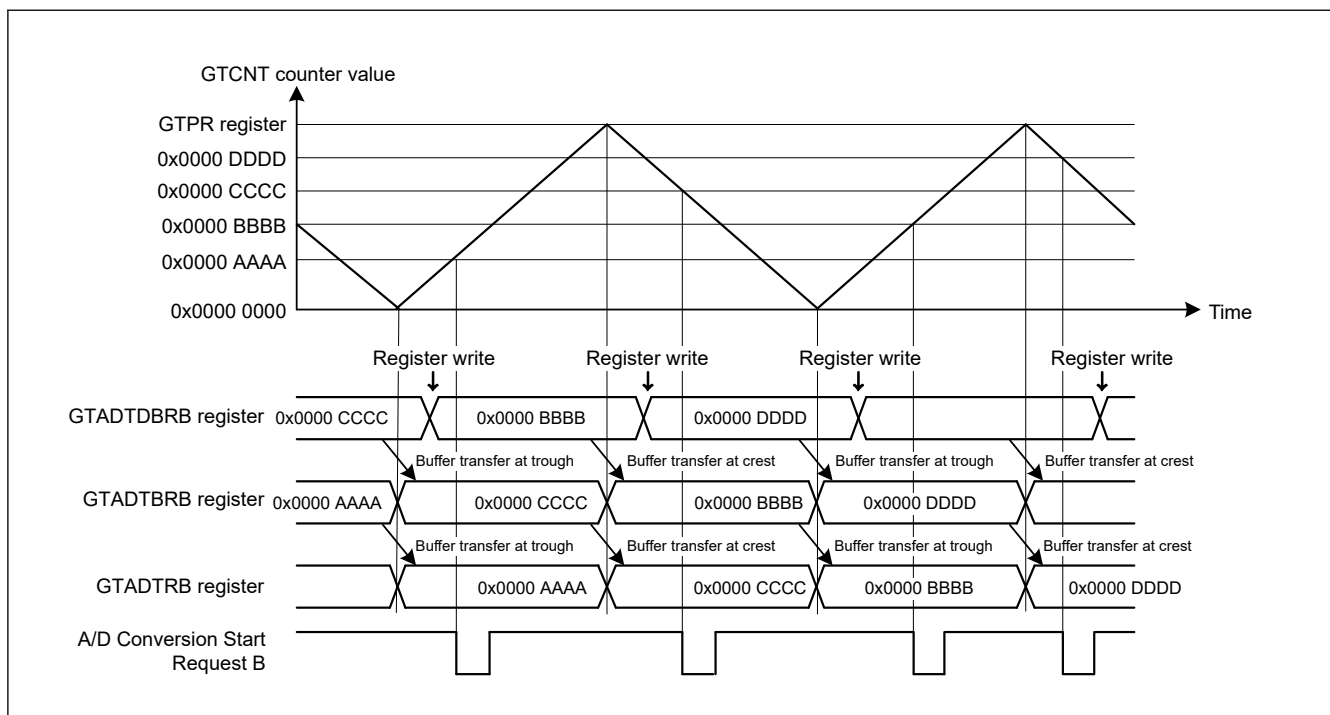 GTCNT counter value
GTPR register
0x0000 DDDD
0x0000 CCCC
0x0000 BBBB
0x0000 AAAA
0x0000 0000
Time
Register write Register write Register write Register write
GTADTDBRB register 0x0000 CCCC 0x0000 BBBB 0x0000 DDDD
Buffer transfer at trough Buffer transfer at crest Buffer transfer at trough Buffer transfer at crest
GTADTBRB register 0x0000 AAAA 0x0000 CCCC 0x0000 BBBB 0x0000 DDDD
Buffer transfer at trough Buffer transfer at crest Buffer transfer at trough Buffer transfer at crest
GTADTRB register 0x0000 AAAA 0x0000 CCCC 0x0000 BBBB 0x0000 DDDD
A/D Conversion Start
Request B